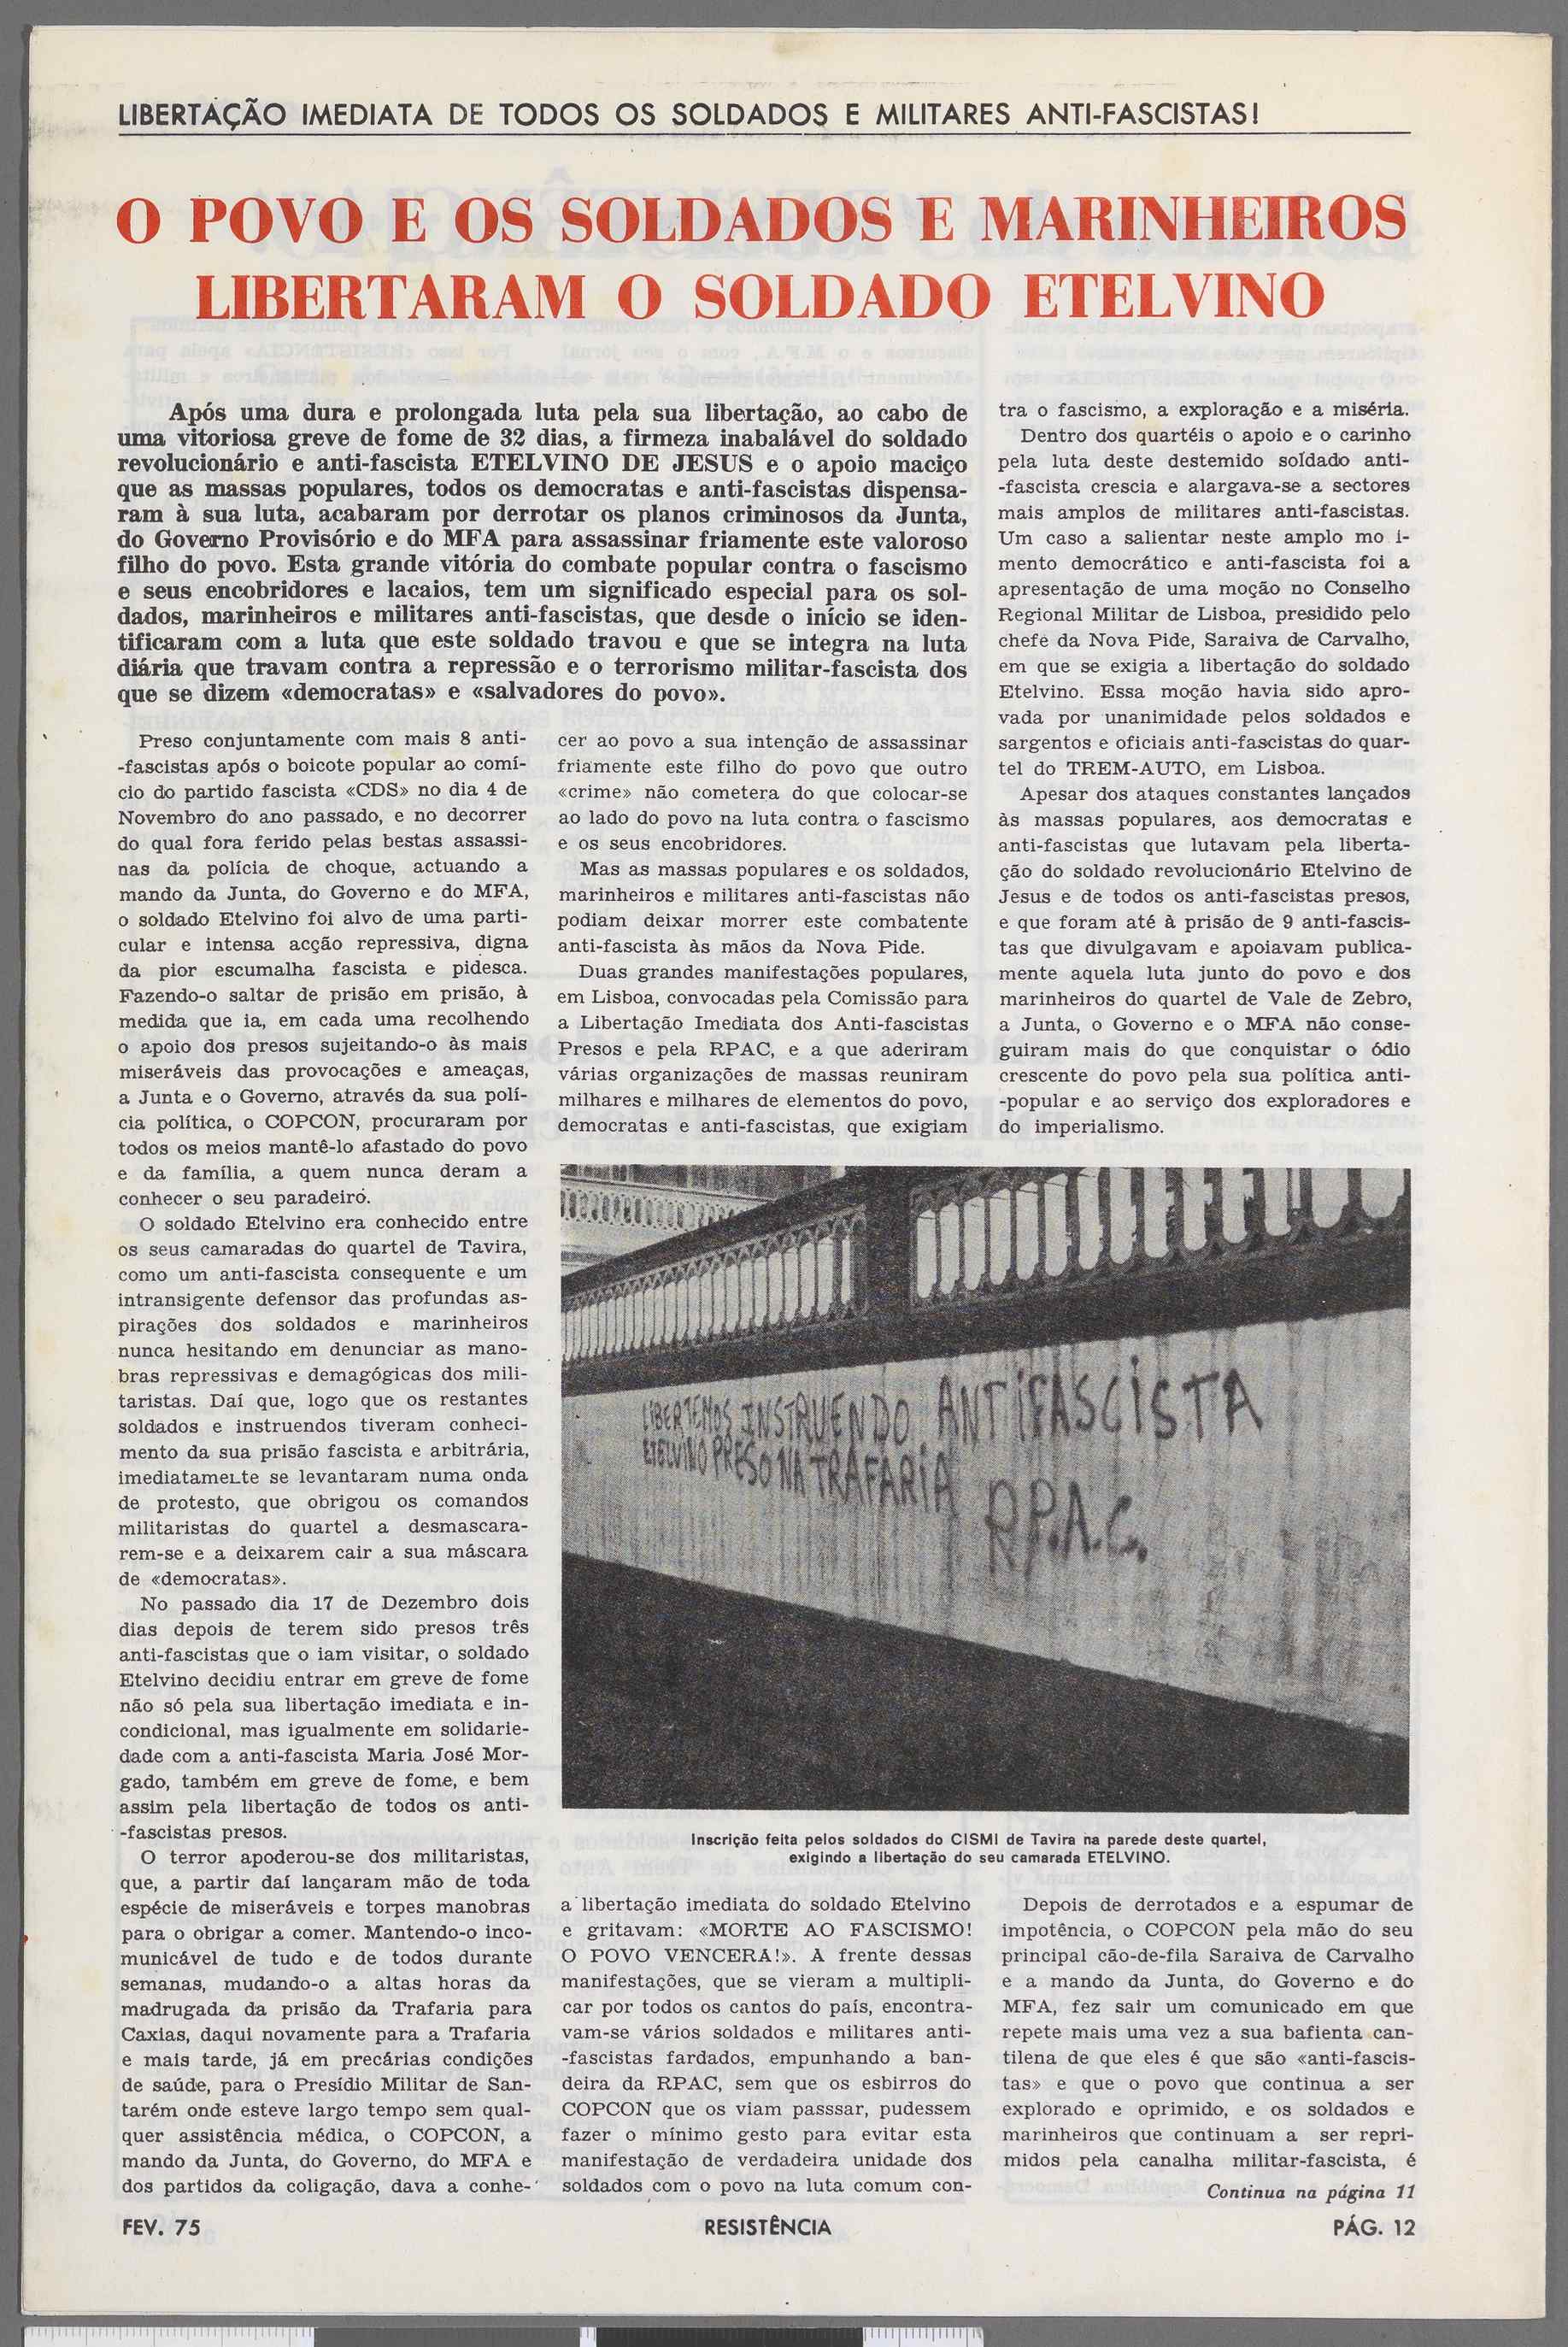 LIBERTAÇÃO IMEDIATA DE TODOS OS SOLDADOS E MILITARES ANTI-FASCISTAS!
O POVO E OS SOLDADOS E MARINHEIROS
LIBERTARAM O SOLDADO ETELVINO
Após uma dura e prolongada luta pela sua libertação, ao cabo de
uma vitoriosa greve de fome de 32 dias, a firmeza inabalável do soldado
revolucionário e anti-fascista ETELVINO DE JESUS e o apoio maciço
que as massas populares, todos os democratas e anti-fascistas dispensa-
ram à sua luta, acabaram por derrotar os planos criminosos da Junta,
do Governo Provisório e do MFA para assassinar friamente este valoroso
filho do povo. Esta grande vitória do combate popular contra o fascismo
e seus encobridores e lacaios, tem um significado especial para os sol-
dados, marinheiros e militares anti-fascistas, que desde o início se iden-
tificaram com a luta que este soldado travou e que se integra na luta
diária que travam contra a repressão e o terrorismo militar-fascista dos
que se dizem «democratas» e «salvadores do povo».
Preso conjuntamente com mais 8 anti-
-fascistas após o boicote popular ao comí-
cio do partido fascista «CDS» no dia 4 de
Novembro do ano passado, e no decorrer
do qual fora ferido pelas bestas assassi-
nas da polícia de choque, actuando a
mando da Junta, do Governo e do MFA,
o soldado Etelvino foi alvo de uma parti-
cular e intensa acção repressiva, digna
da pior escumalha fascista e pidesca.
Fazendo-o saltar de prisão em prisão, à
medida que ia, em cada uma recolhendo
o apoio dos presos sujeitando-o às mais
miseráveis das provocações e ameaças,
a Junta e o Governo, através da sua polí-
cia política, o COPCON, procuraram por
todos os meios mantê-lo afastado do povo
e da família, a quem nunca deram a
conhecer o seu paradeiro.
O soldado Etelvino era conhecido entre
os seus camaradas do quartel de Tavira,
como um anti-fascista consequente e um
intransigente defensor das profundas as-
pirações dos soldados e marinheiros
nunca hesitando em denunciar as mano-
bras repressivas e demagógicas dos mili-
taristas. Daí que, logo que os restantes
soldados e instruendos tiveram conheci-
mento da sua prisão fascista e arbitrária,
imediatamente se levantaram numa onda
de protesto, que obrigou os comandos
militaristas do quartel a desmascara-
rem-se e a deixarem cair a sua máscara
de «democratas».
No passado dia 17 de Dezembro dois
dias depois de terem sido presos três
anti-fascistas que o iam visitar, o soldado
Etelvino decidiu entrar em greve de fome
não só pela sua libertação imediata e in-
condicional, mas igualmente em solidarie-
dade com a anti-fascista Maria José Mor-
gado, também em greve de fome, e bem
assim pela libertação de todos os anti-
-fascistas presos.
O terror apoderou-se dos militaristas,
que, a partir daí lançaram mão de toda
espécie de miseráveis e torpes manobras
para o obrigar a comer. Mantendo-o inco-
municável de tudo e de todos durante
semanas, mudando-o a altas horas da
madrugada da prisão da Trafaria para
Caxias, daqui novamente para a Trafaria
e mais tarde, já em precárias condições
de saúde, para o Presídio Militar de San-
tarém onde esteve largo tempo sem qual-
quer assistência médica, o COPCON, a
mando da Junta, do Governo, do MFA e
dos partidos da coligação, dava a conhe-
cer ao povo a sua intenção de assassinar
friamente este filho do povo que outro
«crime» não cometera do que colocar-se
ao lado do povo na luta contra o fascismo
e os seus encobridores.
Mas as massas populares e os soldados,
marinheiros e militares anti-fascistas não
podiam deixar morrer este combatente
anti-fascista às mãos da Nova Pide.
Duas grandes manifestações populares,
em Lisboa, convocadas pela Comissão para
a Libertação Imediata dos Anti-fascistas
Presos e pela RPAC, e a que aderiram
várias organizações de massas reuniram
milhares e milhares de elementos do povo,
democratas e anti-fascistas, que exigiam
LIBERTEMOS INSTRUENDO ANTIFASCISTA
ETELVINO PRESO NA TRAFARIA
R.P.A.C.
Inscrição feita pelos soldados do CISMI de Tavira na parede deste quartel,
exigindo a libertação do seu camarada ETELVINO.
a libertação imediata do soldado Etelvino
e gritavam: «MORTE AO FASCISMO!
O POVO VENCERA!». A frente dessas
manifestações, que se vieram a multipli-
car por todos os cantos do país, encontra-
vam-se vários soldados e militares anti-
-fascistas fardados, empunhando a ban-
deira da RPAC, sem que os esbirros do
COPCON que os viam passsar, pudessem
fazer o mínimo gesto para evitar esta
manifestação de verdadeira unidade dos
soldados com o povo na luta comum con-
tra o fascismo, a exploração e a miséria.
Dentro dos quartéis o apoio e o carinho
pela luta deste destemido soldado anti-
-fascista crescia e alargava-se a sectores
mais amplos de militares anti-fascistas.
Um caso a salientar neste amplo mo i-
mento democrático e anti-fascista foi a
apresentação de uma moção no Conselho
Regional Militar de Lisboa, presidido pelo
chefe da Nova Pide, Saraiva de Carvalho,
em que se exigia a libertação do soldado
Etelvino. Essa moção havia sido apro-
vada por unanimidade pelos soldados e
sargentos e oficiais anti-fascistas do quar-
tel do TREM-AUTO, em Lisboa.
Apesar dos ataques constantes lançados
às massas populares, aos democratas e
anti-fascistas que lutavam pela liberta-
ção do soldado revolucionário Etelvino de
Jesus e de todos os anti-fascistas presos,
e que foram até à prisão de 9 anti-fascis-
tas que divulgavam e apoiavam publica-
mente aquela luta junto do povo e dos
marinheiros do quartel de Vale de Zebro,
a Junta, o Governo e o MFA não conse-
guiram mais do que conquistar o ódio
crescente do povo pela sua política anti-
-popular e ao serviço dos exploradores e
do imperialismo.
Depois de derrotados e a espumar de
impotência, o COPCON pela mão do seu
principal cão-de-fila Saraiva de Carvalho
e a mando da Junta, do Governo e do
MFA, fez sair um comunicado em que
repete mais uma vez a sua bafienta can-
tilena de que eles é que são «anti-fascis-
tas» e que o povo que continua a ser
explorado e oprimido, e os soldados e
marinheiros que continuam a ser repri-
midos pela canalha militar-fascista, é
Continua na página 11
FEV. 75
RESISTÊNCIA
PÁG. 12